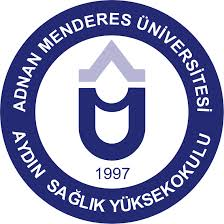 ADNAN MENDERES ÜNİVERSİTESİ
1997
AYDIN SAĞLIK YÜKSEKOKULU